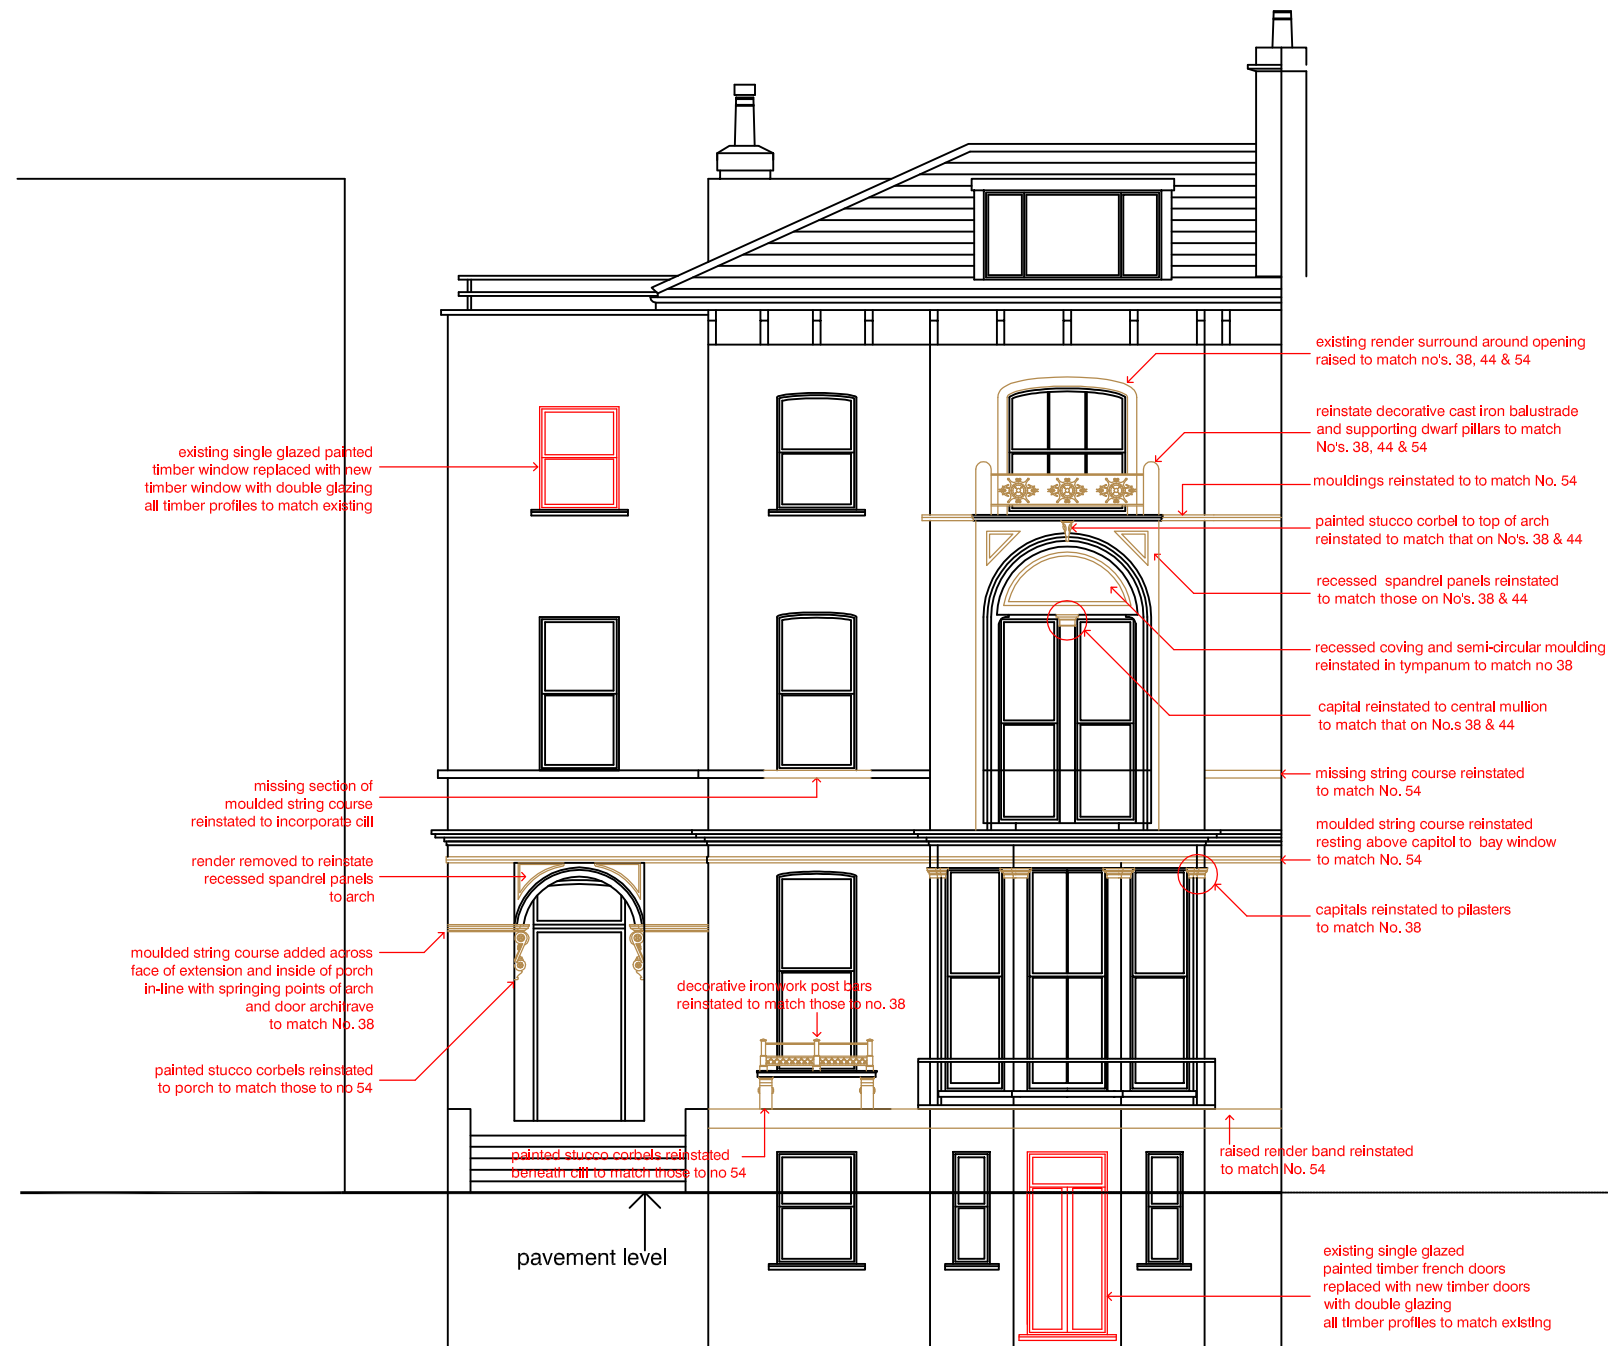 existing render surround around opening
raised to match no's. 38, 44 & 54
reinstate decorative cast iron balustrade
and supporting dwarf pillars to match
No's. 38, 44 & 54
existing single glazed painted
timber window replaced with new
timber window with double glazing
all timber profiles to match existing
mouldings reinstated to to match No. 54
painted stucco corbel to top of arch
reinstated to match that on No's. 38 & 44
recessed spandrel panels reinstated
to match those on No's. 38 & 44
recessed coving and semi-circular moulding
reinstated in tympanum to match no 38
capital reinstated to central mullion
to match that on No.s 38 & 44
missing section of
moulded string course
reinstated to incorporate cill
missing string course reinstated
to match No. 54
moulded string course reinstated
resting above capitol to bay window
to match No. 54
render removed to reinstate
recessed spandrel panels
to arch
capitals reinstated to pilasters
to match No. 38
moulded string course added across
face of extension and inside of porch
in-line with springing points of arch
and door architrave
to match No. 38
decorative ironwork post bars
reinstated to match those to no. 38
painted stucco corbels reinstated
to porch to match those to no 54
painted stucco corbels reinstated
beneath cill to match those to no 54
raised render band reinstated
to match No. 54
pavement level
existing single glazed
painted timber french doors
replaced with new timber doors
with double glazing
all timber profiles to match existing